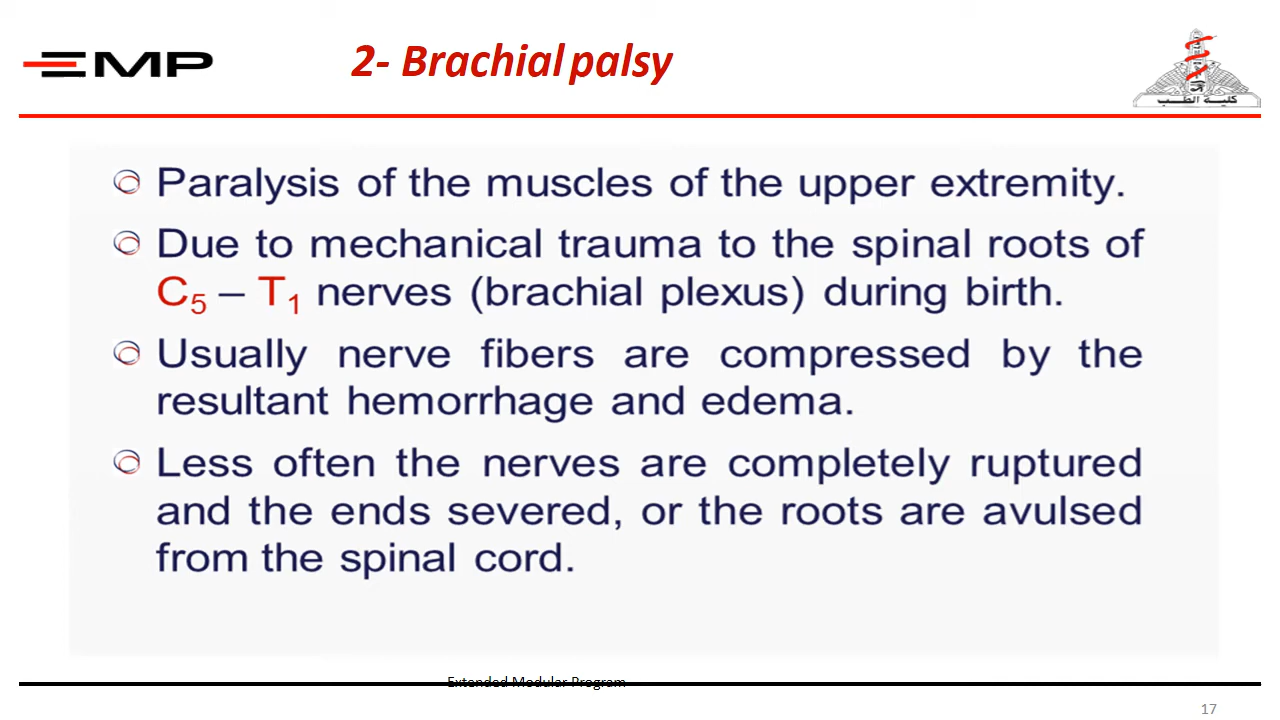 EMP
2- Brachial palsy
كلية الطب
Paralysis of the muscles of the upper extremity.
Due to mechanical trauma to the spinal roots of
C5 – T1 nerves (brachial plexus) during birth.
Usually nerve fibers are compressed by the
resultant hemorrhage and edema.
Less often the nerves are completely ruptured
and the ends severed, or the roots are avulsed
from the spinal cord.
Extended Modular Program
17